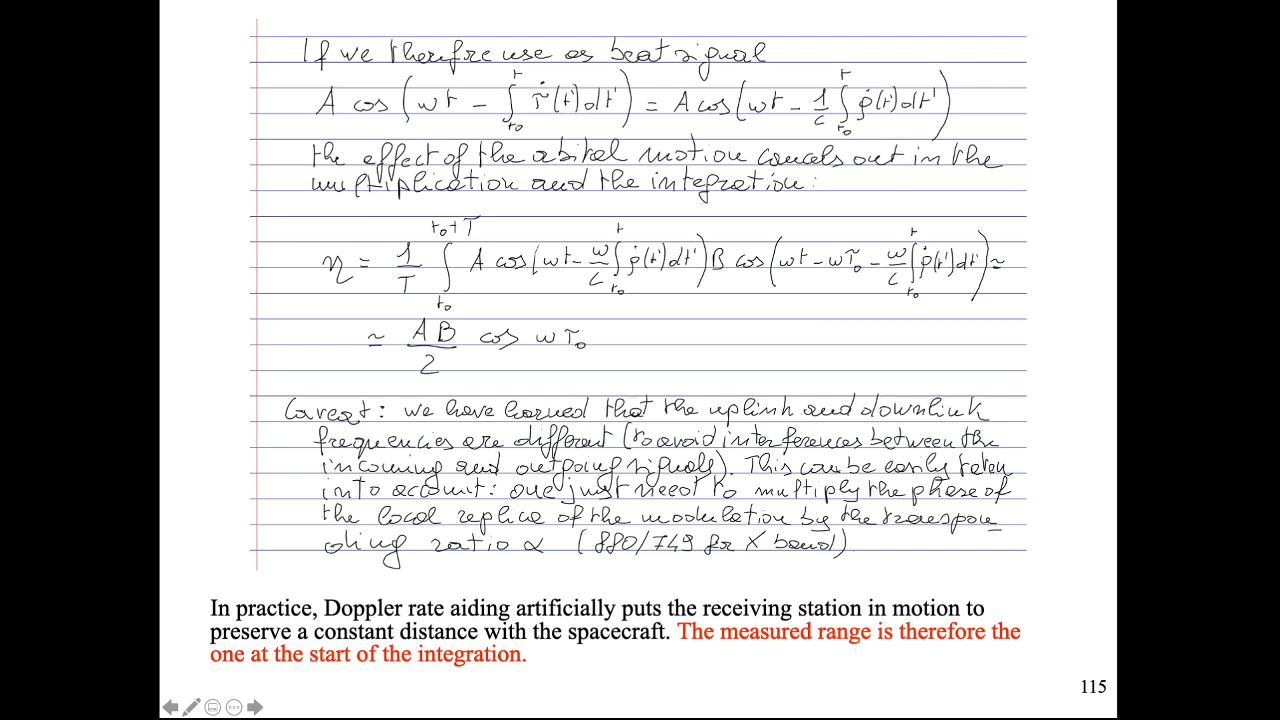 If we therefore use as beat signal
A cos (ωt - ∫_{t₀}^{t} τ̇(t')dt') = A cos(ωt - 1/c ∫_{t₀}^{t} ρ̇(t')dt')
the effect of the orbital motion cancels out in the
multiplication and the integration:
η = 1/T ∫_{t₀}^{t₀+T} A cos(ωt - ω/c ∫_{t₀}^{t} ρ̇(t')dt') B cos(ωt - ωτ₀ - ω/c ∫_{t₀}^{t} ρ̇(t')dt') ≃
≃ AB/2 cos ωτ₀
Caveat: we have learned that the uplink and downlink
frequencies are different (to avoid interferences between the
incoming and outgoing signals). This can be easily taken
into account: one just need to multiply the phase of
the local replica of the modulation by the transpon
ding ratio α (880/749 for X band)
In practice, Doppler rate aiding artificially puts the receiving station in motion to
preserve a constant distance with the spacecraft. The measured range is therefore the
one at the start of the integration.
115